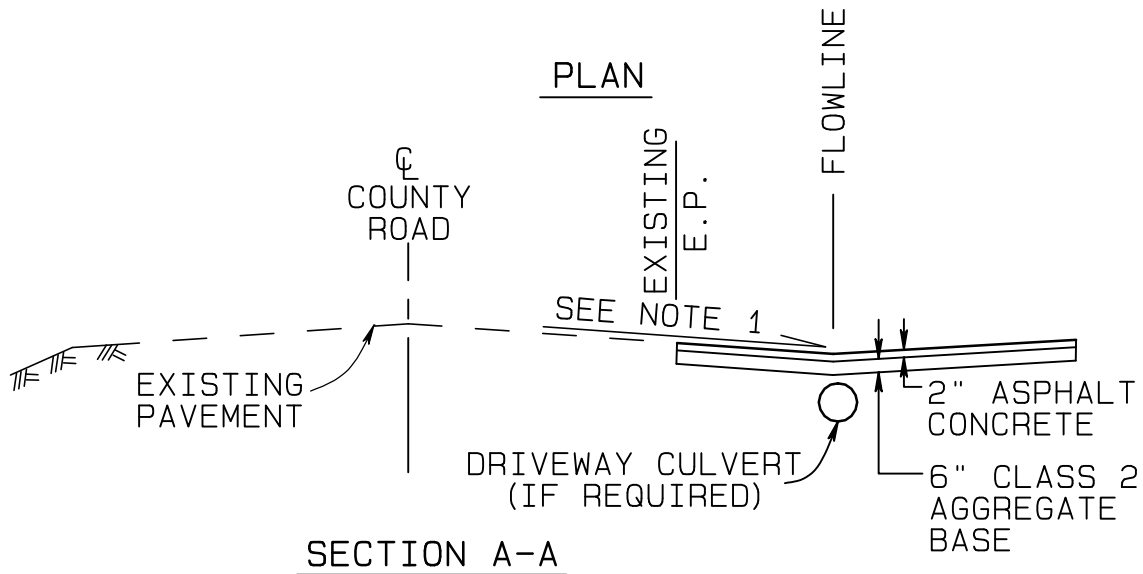 PLAN
FLOWLINE
EXISTING
E.P.
℄
COUNTY
ROAD
SEE NOTE 1
EXISTING
PAVEMENT
2" ASPHALT
CONCRETE
DRIVEWAY CULVERT
(IF REQUIRED)
6" CLASS 2
AGGREGATE
BASE
SECTION A-A